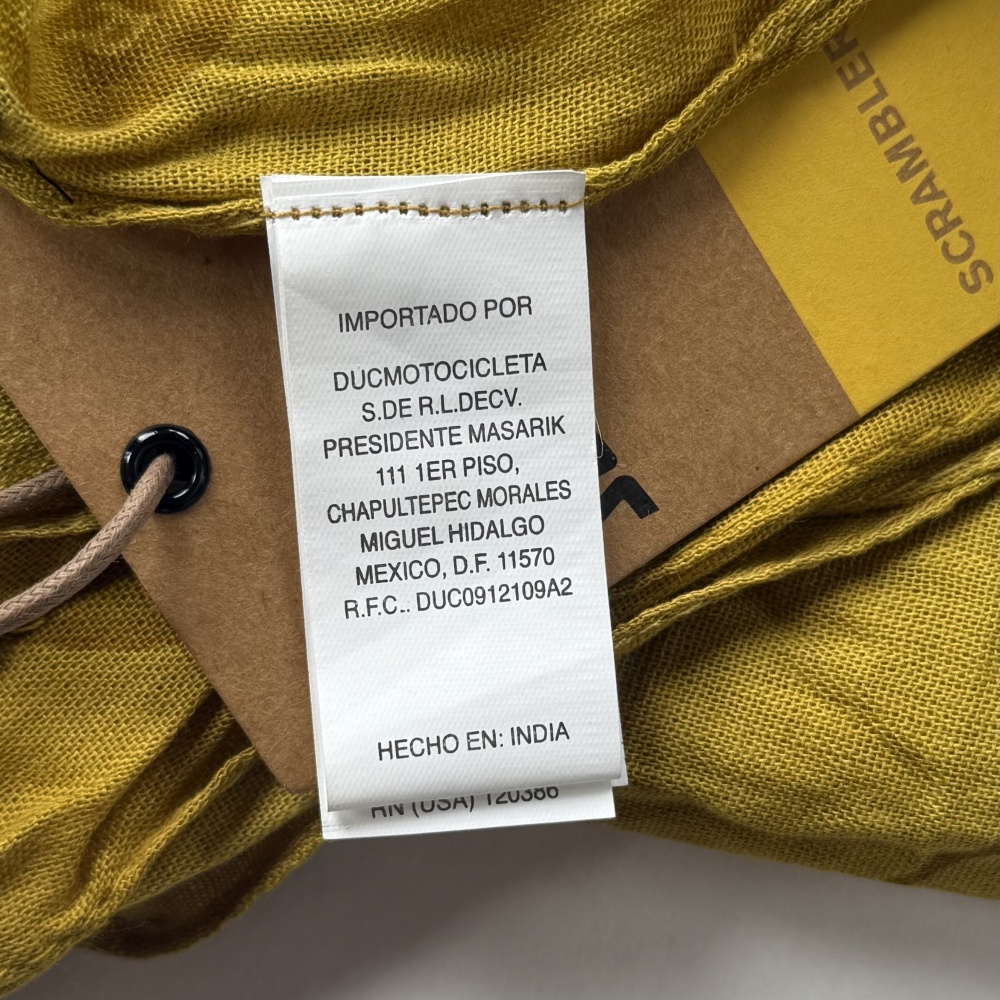 SCRAMBLER
IMPORTADO POR
DUCMOTOCICLETA
S.DE R.L.DECV.
PRESIDENTE MASARIK
111 1ER PISO,
CHAPULTEPEC MORALES
MIGUEL HIDALGO
MEXICO, D.F. 11570
R.F.C.. DUC0912109A2
HECHO EN: INDIA
RN (USA) 120386